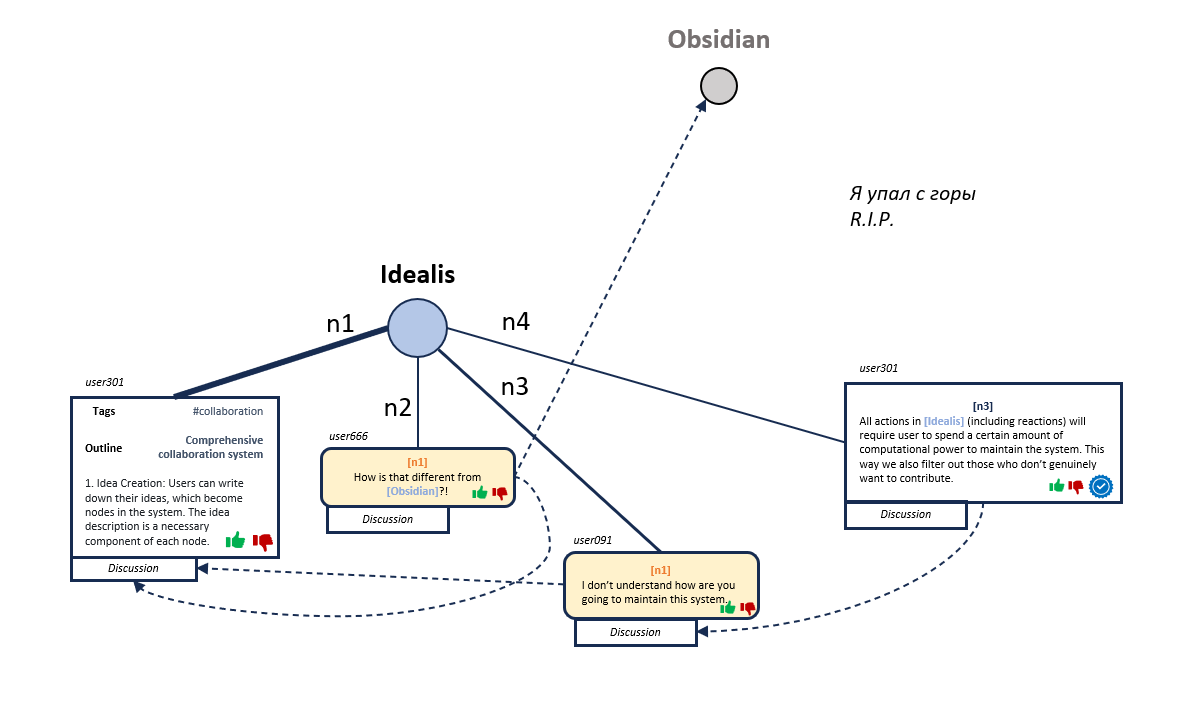 Obsidian
Я упал с горы
R.I.P.
Idealis
n1
n4
n3
n2
user301
Tags #collaboration
Outline Comprehensive
collaboration system
1. Idea Creation: Users can write
down their ideas, which become
nodes in the system. The idea
description is a necessary
component of each node.
Discussion
user666
[n1]
How is that different from
[Obsidian]?!
Discussion
user091
[n1]
I don't understand how are you
going to maintain this system.
Discussion
user301
[n3]
All actions in [Idealis] (including reactions) will
require user to spend a certain amount of
computational power to maintain the system. This
way we also filter out those who don't genuinely
want to contribute.
Discussion